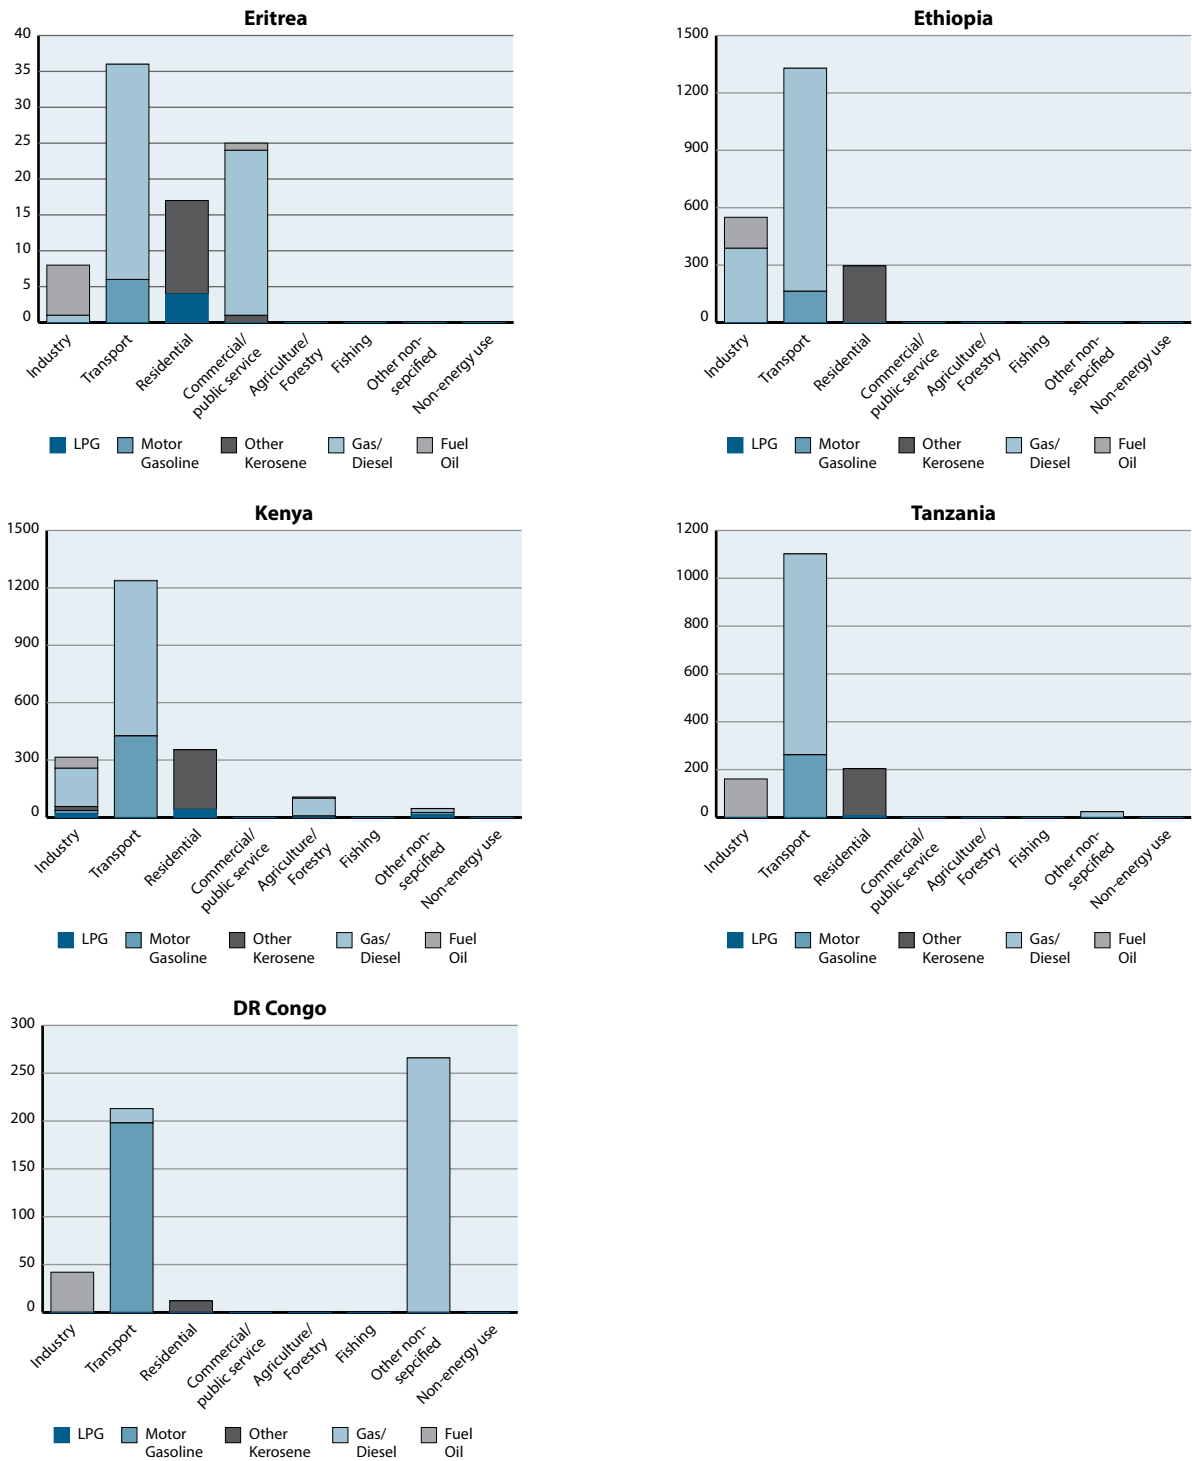 Eritrea
40
35
30
25
20
15
10
5
0
Industry
Transport
Residential
Commercial/
public service
Agriculture/
Forestry
Fishing
Other non-
sepcified
Non-energy use
LPG
Motor
Gasoline
Other
Kerosene
Gas/
Diesel
Fuel
Oil
Ethiopia
1500
1200
900
600
300
0
Industry
Transport
Residential
Commercial/
public service
Agriculture/
Forestry
Fishing
Other non-
sepcified
Non-energy use
LPG
Motor
Gasoline
Other
Kerosene
Gas/
Diesel
Fuel
Oil
Kenya
1500
1200
900
600
300
0
Industry
Transport
Residential
Commercial/
public service
Agriculture/
Forestry
Fishing
Other non-
sepcified
Non-energy use
LPG
Motor
Gasoline
Other
Kerosene
Gas/
Diesel
Fuel
Oil
Tanzania
1200
1000
800
600
400
200
0
Industry
Transport
Residential
Commercial/
public service
Agriculture/
Forestry
Fishing
Other non-
sepcified
Non-energy use
LPG
Motor
Gasoline
Other
Kerosene
Gas/
Diesel
Fuel
Oil
DR Congo
300
250
200
150
100
50
0
Industry
Transport
Residential
Commercial/
public service
Agriculture/
Forestry
Fishing
Other non-
sepcified
Non-energy use
LPG
Motor
Gasoline
Other
Kerosene
Gas/
Diesel
Fuel
Oil